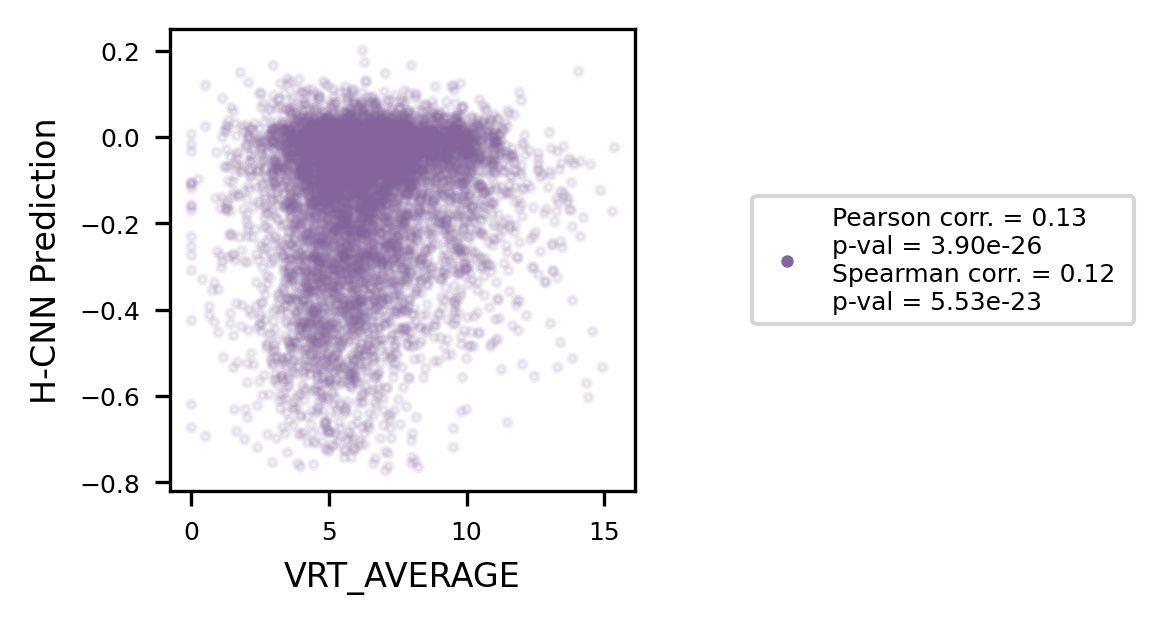 0.2
0.0
−0.2
−0.4
−0.6
−0.8
H-CNN Prediction
0 5 10 15
VRT_AVERAGE
Pearson corr. = 0.13
p-val = 3.90e-26
Spearman corr. = 0.12
p-val = 5.53e-23